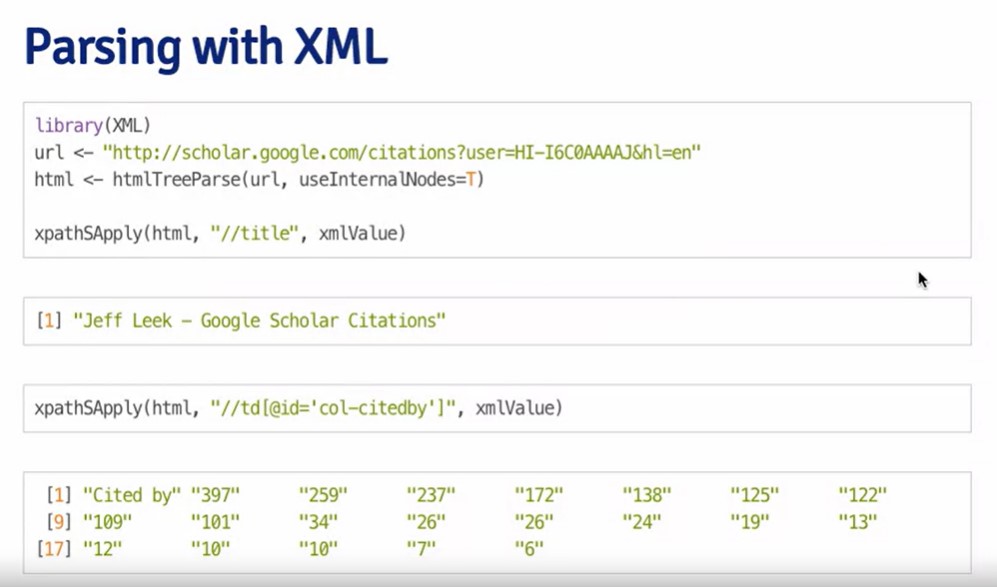 Parsing with XML
library(XML)
url <- "http://scholar.google.com/citations?user=HI-I6C0AAAAJ&hl=en"
html <- htmlTreeParse(url, useInternalNodes=T)
xpathSApply(html, "//title", xmlValue)
[1] "Jeff Leek – Google Scholar Citations"
xpathSApply(html, "//td[@id='col-citedby']", xmlValue)
[1] "Cited by" "397" "259" "237" "172" "138" "125" "122"
[9] "109" "101" "34" "26" "26" "24" "19" "13"
[17] "12" "10" "10" "7" "6"